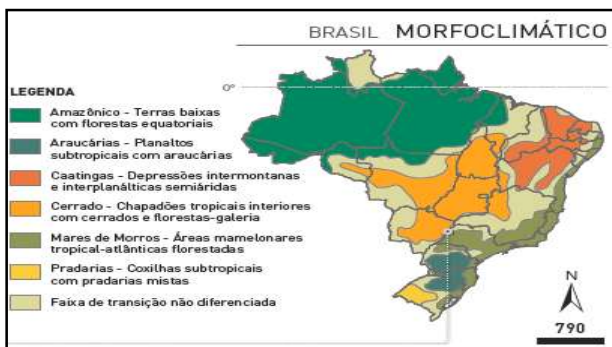 BRASIL MORFOCLIMÁTICO
LEGENDA
0°
Amazônico - Terras baixas
com florestas equatoriais
Araucárias - Planaltos
subtropicais com araucárias
Caatingas - Depressões intermontanas
e interplanálticas semiáridas
Cerrado - Chapadões tropicais interiores
com cerrados e florestas-galeria
Mares de Morros - Áreas mamelonares
tropical-atlânticas florestadas
Pradarias - Coxilhas subtropicais
com pradarias mistas
Faixa de transição não diferenciada
N
790